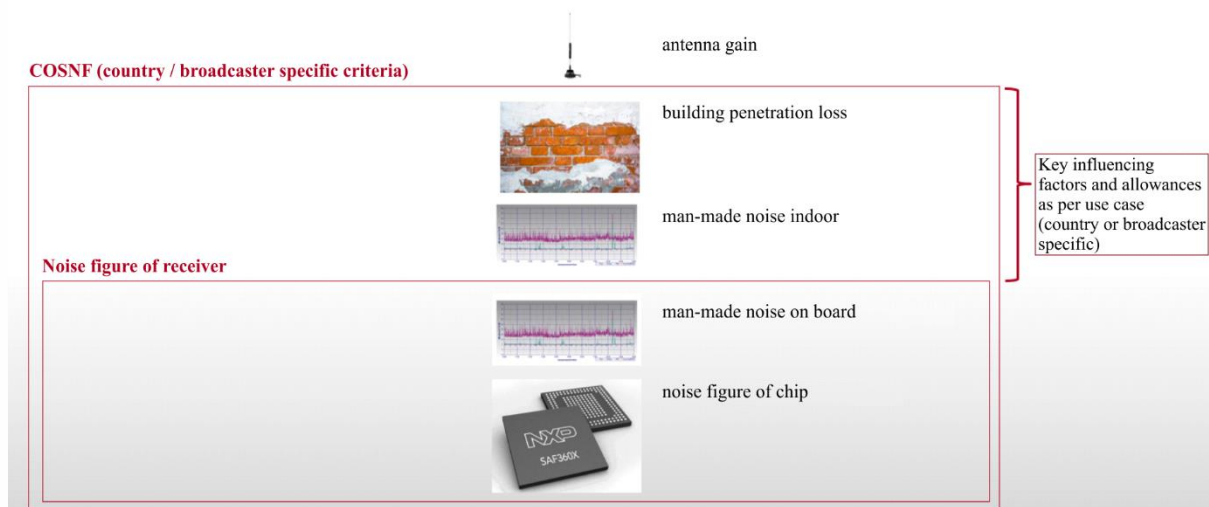 antenna gain
COSNF (country / broadcaster specific criteria)
building penetration loss
Key influencing
factors and allowances
as per use case
(country or broadcaster
specific)
man-made noise indoor
Noise figure of receiver
man-made noise on board
noise figure of chip
NXP
SAF360X